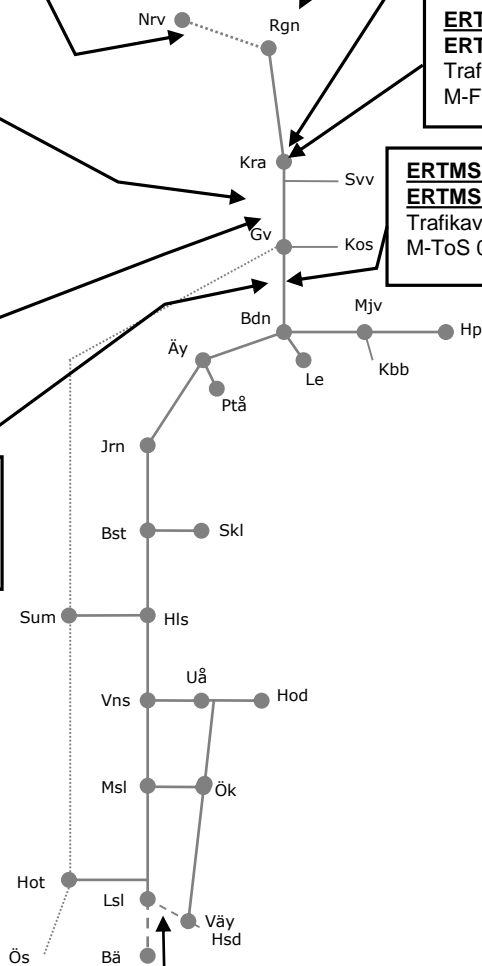 Nrv
Rgn
ERT
ERT
Traf
M-F
Kra
Svv
ERTMS
ERTMS
Trafikav
M-ToS 0
Gv
Kos
Bdn
Mjv
Hp
Äy
Le
Kbb
Ptå
Jrn
Bst
Skl
Sum
Hls
Uå
Vns
Hod
Msl
Ök
Hot
Lsl
Väy
Hsd
Ös
Bä